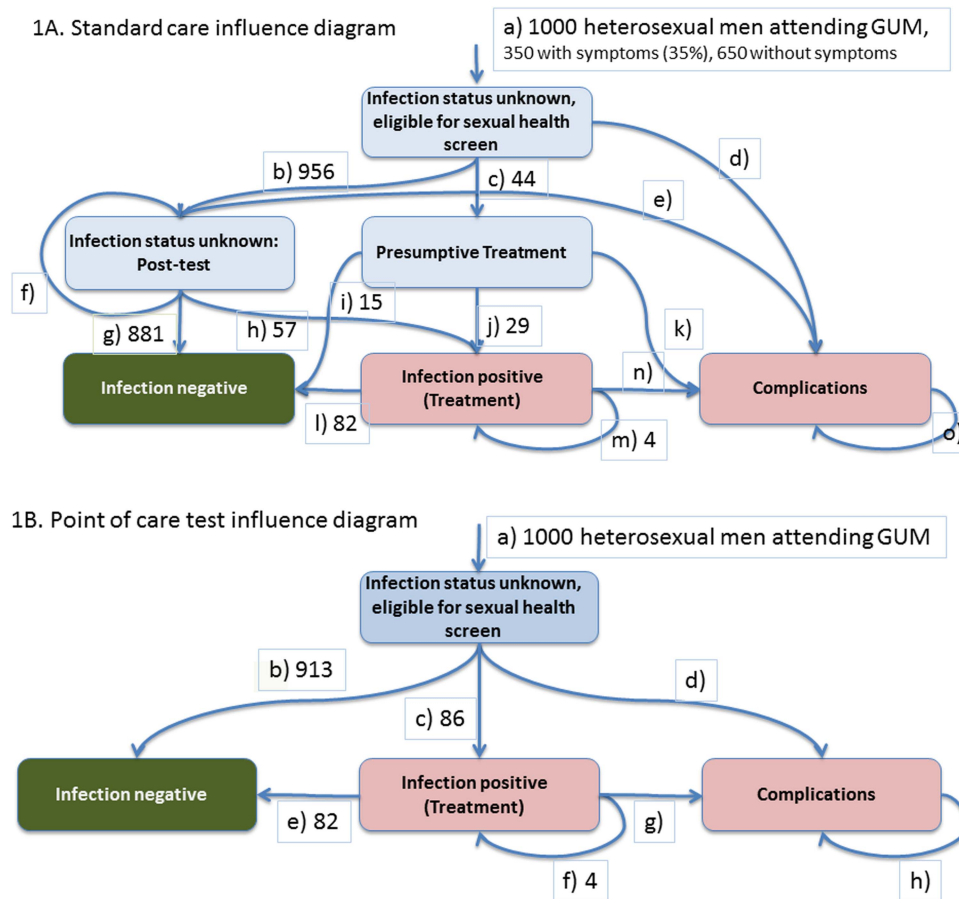 1A. Standard care influence diagram
a) 1000 heterosexual men attending GUM,
350 with symptoms (35%), 650 without symptoms
Infection status unknown,
eligible for sexual health
screen
b) 956
c) 44
d)
e)
Infection status unknown:
Post-test
Presumptive Treatment
f)
g) 881
h) 57
i) 15
j) 29
k)
n)
Infection negative
Infection positive
(Treatment)
Complications
l) 82
m) 4
o)
1B. Point of care test influence diagram
a) 1000 heterosexual men attending GUM
Infection status unknown,
eligible for sexual health
screen
b) 913
c) 86
d)
Infection negative
Infection positive
(Treatment)
Complications
e) 82
g)
f) 4
h)